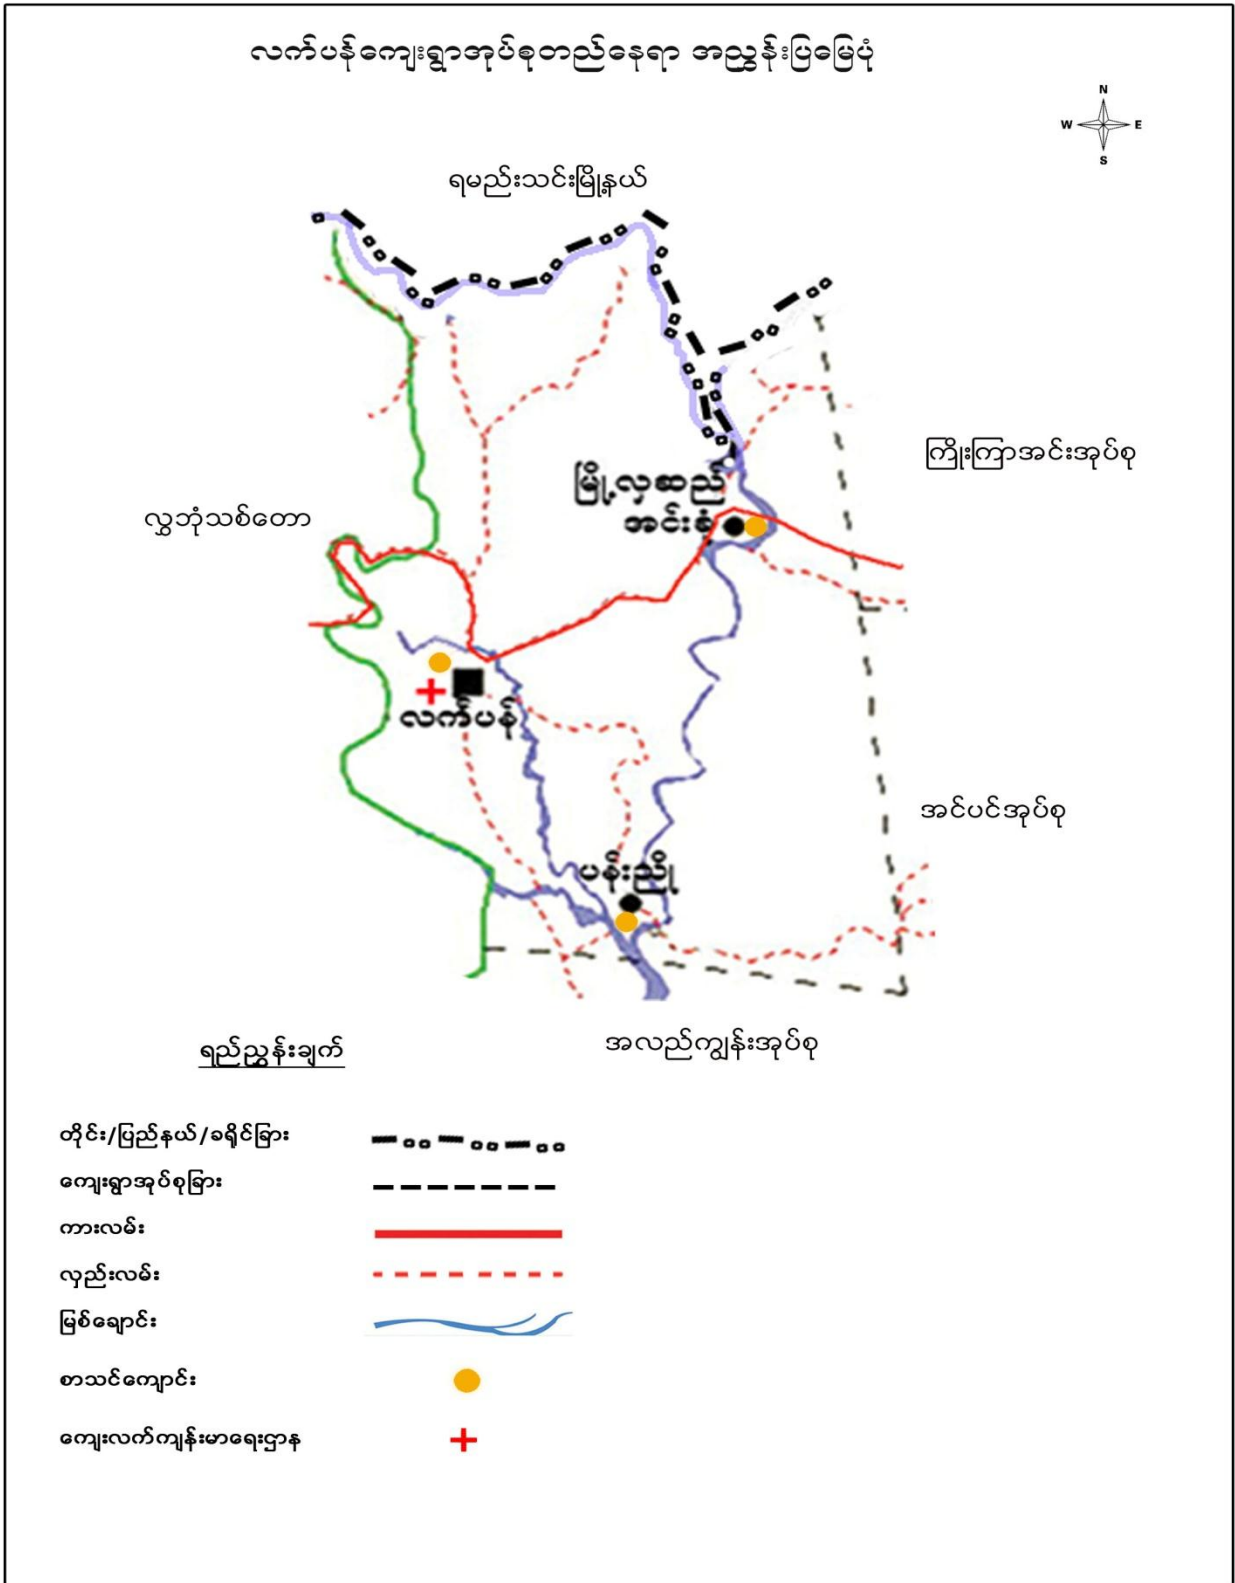 လက်ပန်ကျေးရွာအုပ်စုတည်နေရာ အညွှန်းပြမြေပုံ
N
W E
S
ရမည်းသင်းမြို့နယ်
ကြိုးကြာအင်းအုပ်စု
မြို့လှဆည်
အင်းစုံ
လွှဘုံသစ်တော
လက်ပန်
အင်ပင်အုပ်စု
ပန်းညို
အလည်ကျွန်းအုပ်စု
ရည်ညွှန်းချက်
တိုင်း/ပြည်နယ်/ခရိုင်ခြား
ကျေးရွာအုပ်စုခြား
ကားလမ်း
လှည်းလမ်း
မြစ်ချောင်း
စာသင်ကျောင်း
ကျေးလက်ကျန်းမာရေးဌာန